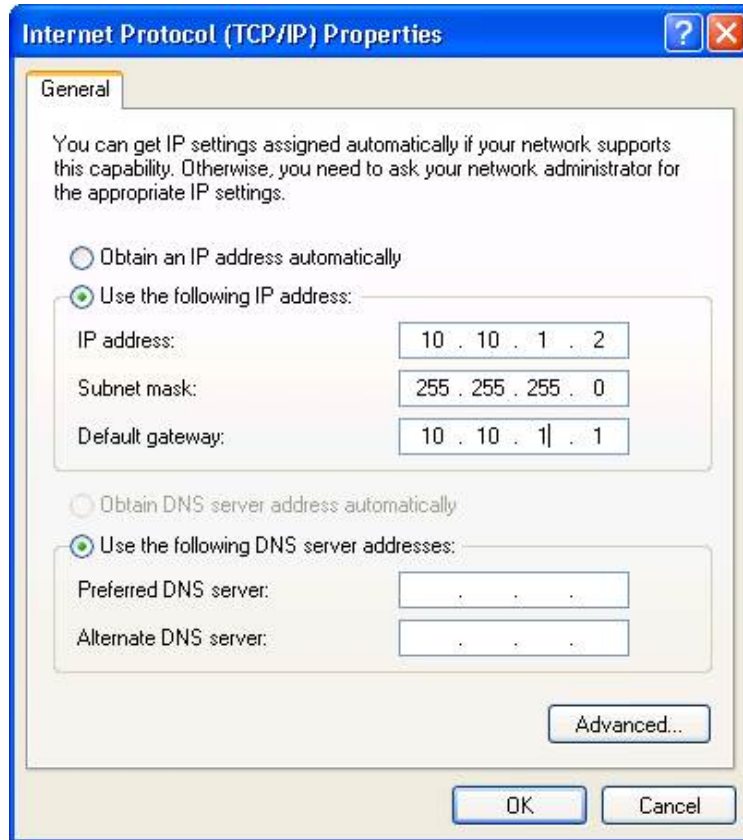 Internet Protocol (TCP/IP) Properties
General
You can get IP settings assigned automatically if your network supports
this capability. Otherwise, you need to ask your network administrator for
the appropriate IP settings.
Obtain an IP address automatically
Use the following IP address:
IP address: 10 . 10 . 1 . 2
Subnet mask: 255 . 255 . 255 . 0
Default gateway: 10 . 10 . 1 . 1
Obtain DNS server address automatically
Use the following DNS server addresses:
Preferred DNS server: . . .
Alternate DNS server: . . .
Advanced...
OK Cancel